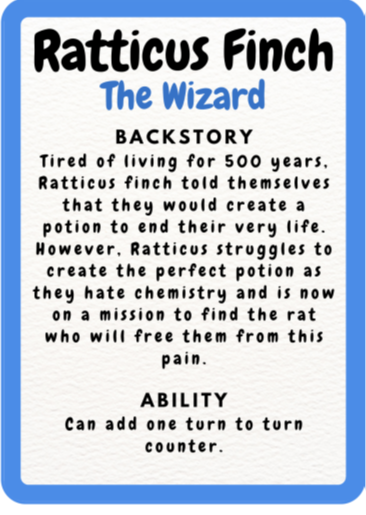 Ratticus Finch
The Wizard
BACKSTORY
Tired of living for 500 years,
Ratticus finch told themselves
that they would create a
potion to end their very life.
However, Ratticus struggles to
create the perfect potion as
they hate chemistry and is now
on a mission to find the rat
who will free them from this
pain.
ABILITY
Can add one turn to turn
counter.